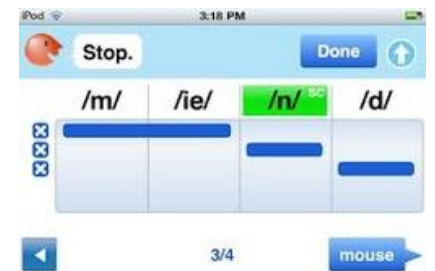 iPod 3:18 PM
Stop. Done
/m/ /ie/ /n/ SC /d/
3/4 mouse